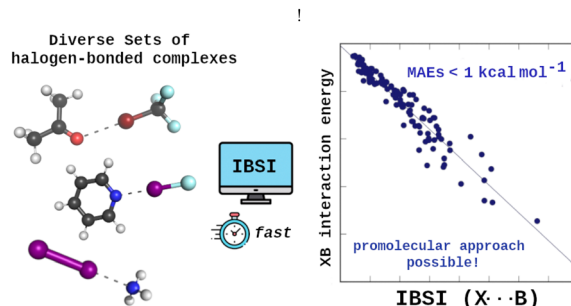 !
Diverse Sets of
halogen-bonded complexes
IBSI
fast
MAEs < 1 kcal mol⁻¹
XB interaction energy
promolecular approach
possible!
IBSI (X···B)